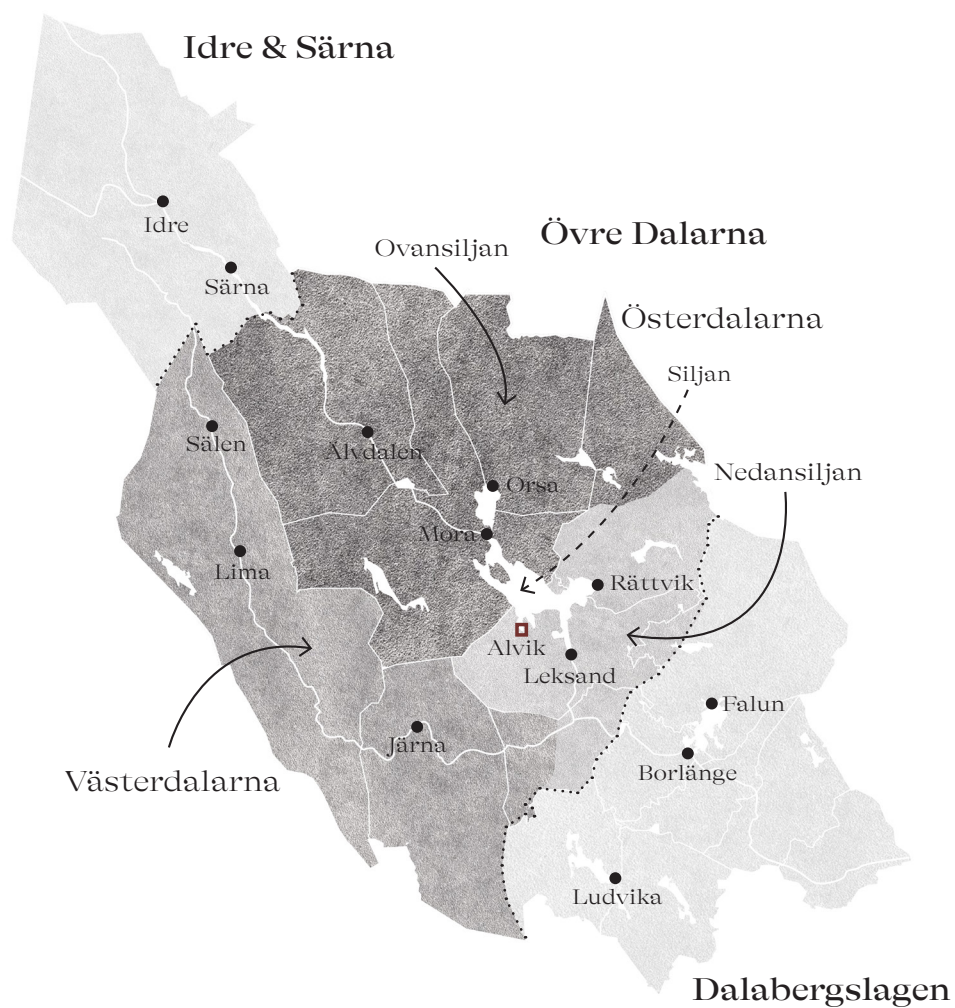 Idre & Särna
Idre
Särna
Ovansiljan
Övre Dalarna
Österdalarna
Siljan
Sälen
Älvdalen
Orsa
Nedansiljan
Mora
Lima
Rättvik
Alvik
Leksand
Falun
Järna
Borlänge
Västerdalarna
Ludvika
Dalabergslagen